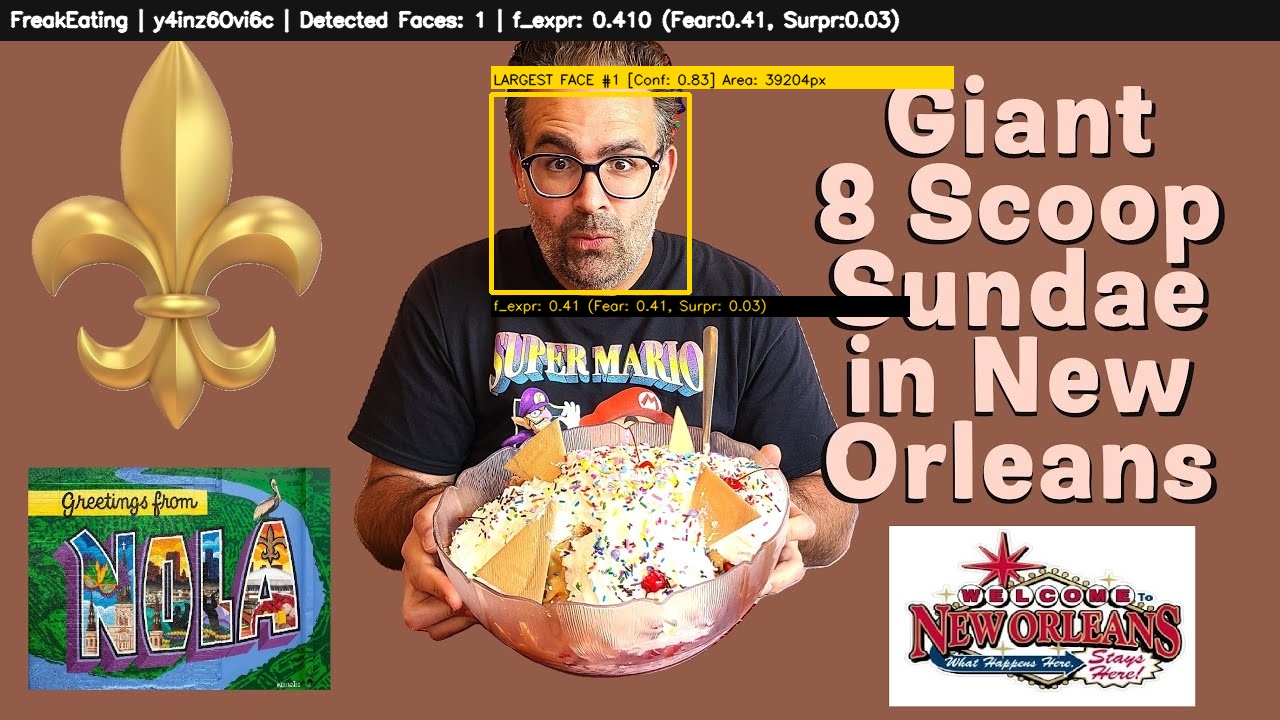 FreakEating | y4inz6Ovi6c | Detected Faces: 1 | f_expr: 0.410 (Fear:0.41, Surpr:0.03)
LARGEST FACE #1 [Conf: 0.83] Area: 39204px
f_expr: 0.41 (Fear: 0.41, Surpr: 0.03)
Giant
8 Scoop
Sundae
in New
Orleans
SUPER MARIO
M
Greetings from
NOLA
WELCOME To
NEW ORLEANS
What Happens Here,
Stays
Here!